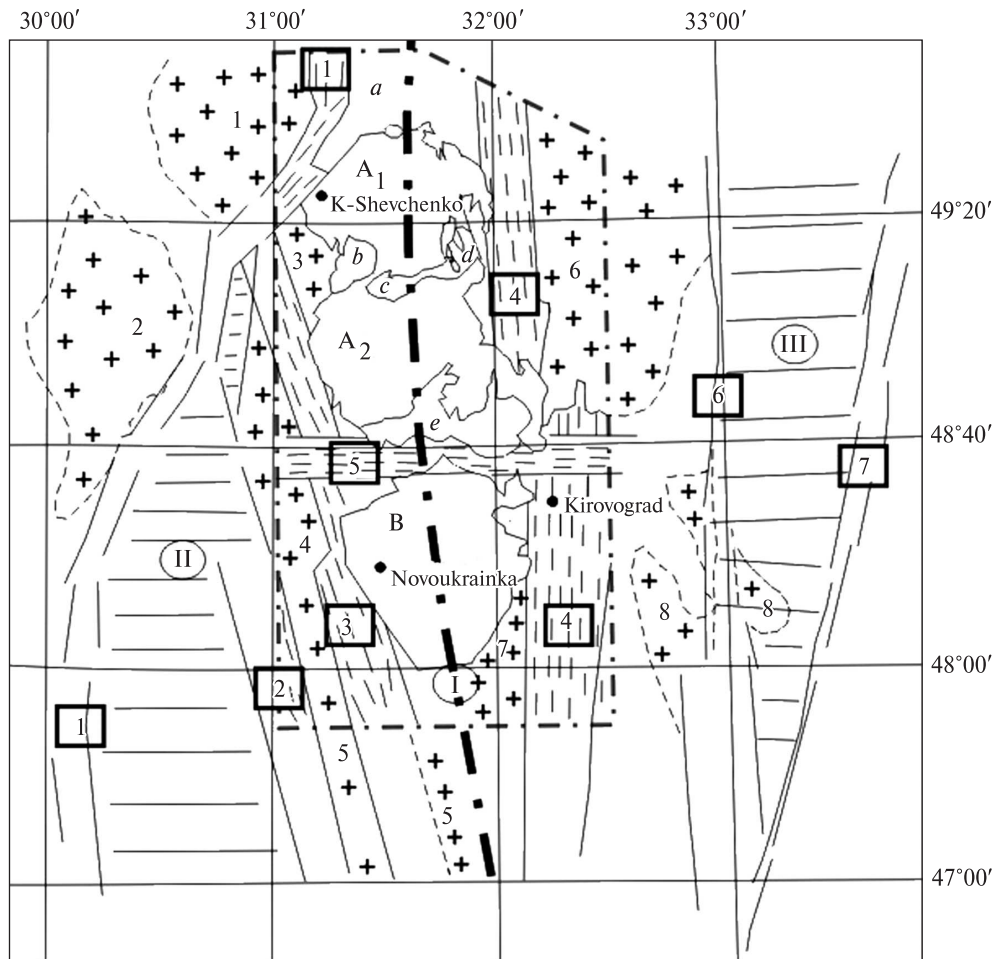 30°00′ 31°00′ 32°00′ 33°00′
1
a
1
A1
K-Shevchenko
49°20′
3
b
d
6
2
c
4
A2
III
6
e
48°40′
5
7
Kirovograd
B
4
II
Novoukrainka
8
8
3
4
7
48°00′
I
2
1
5
5
47°00′